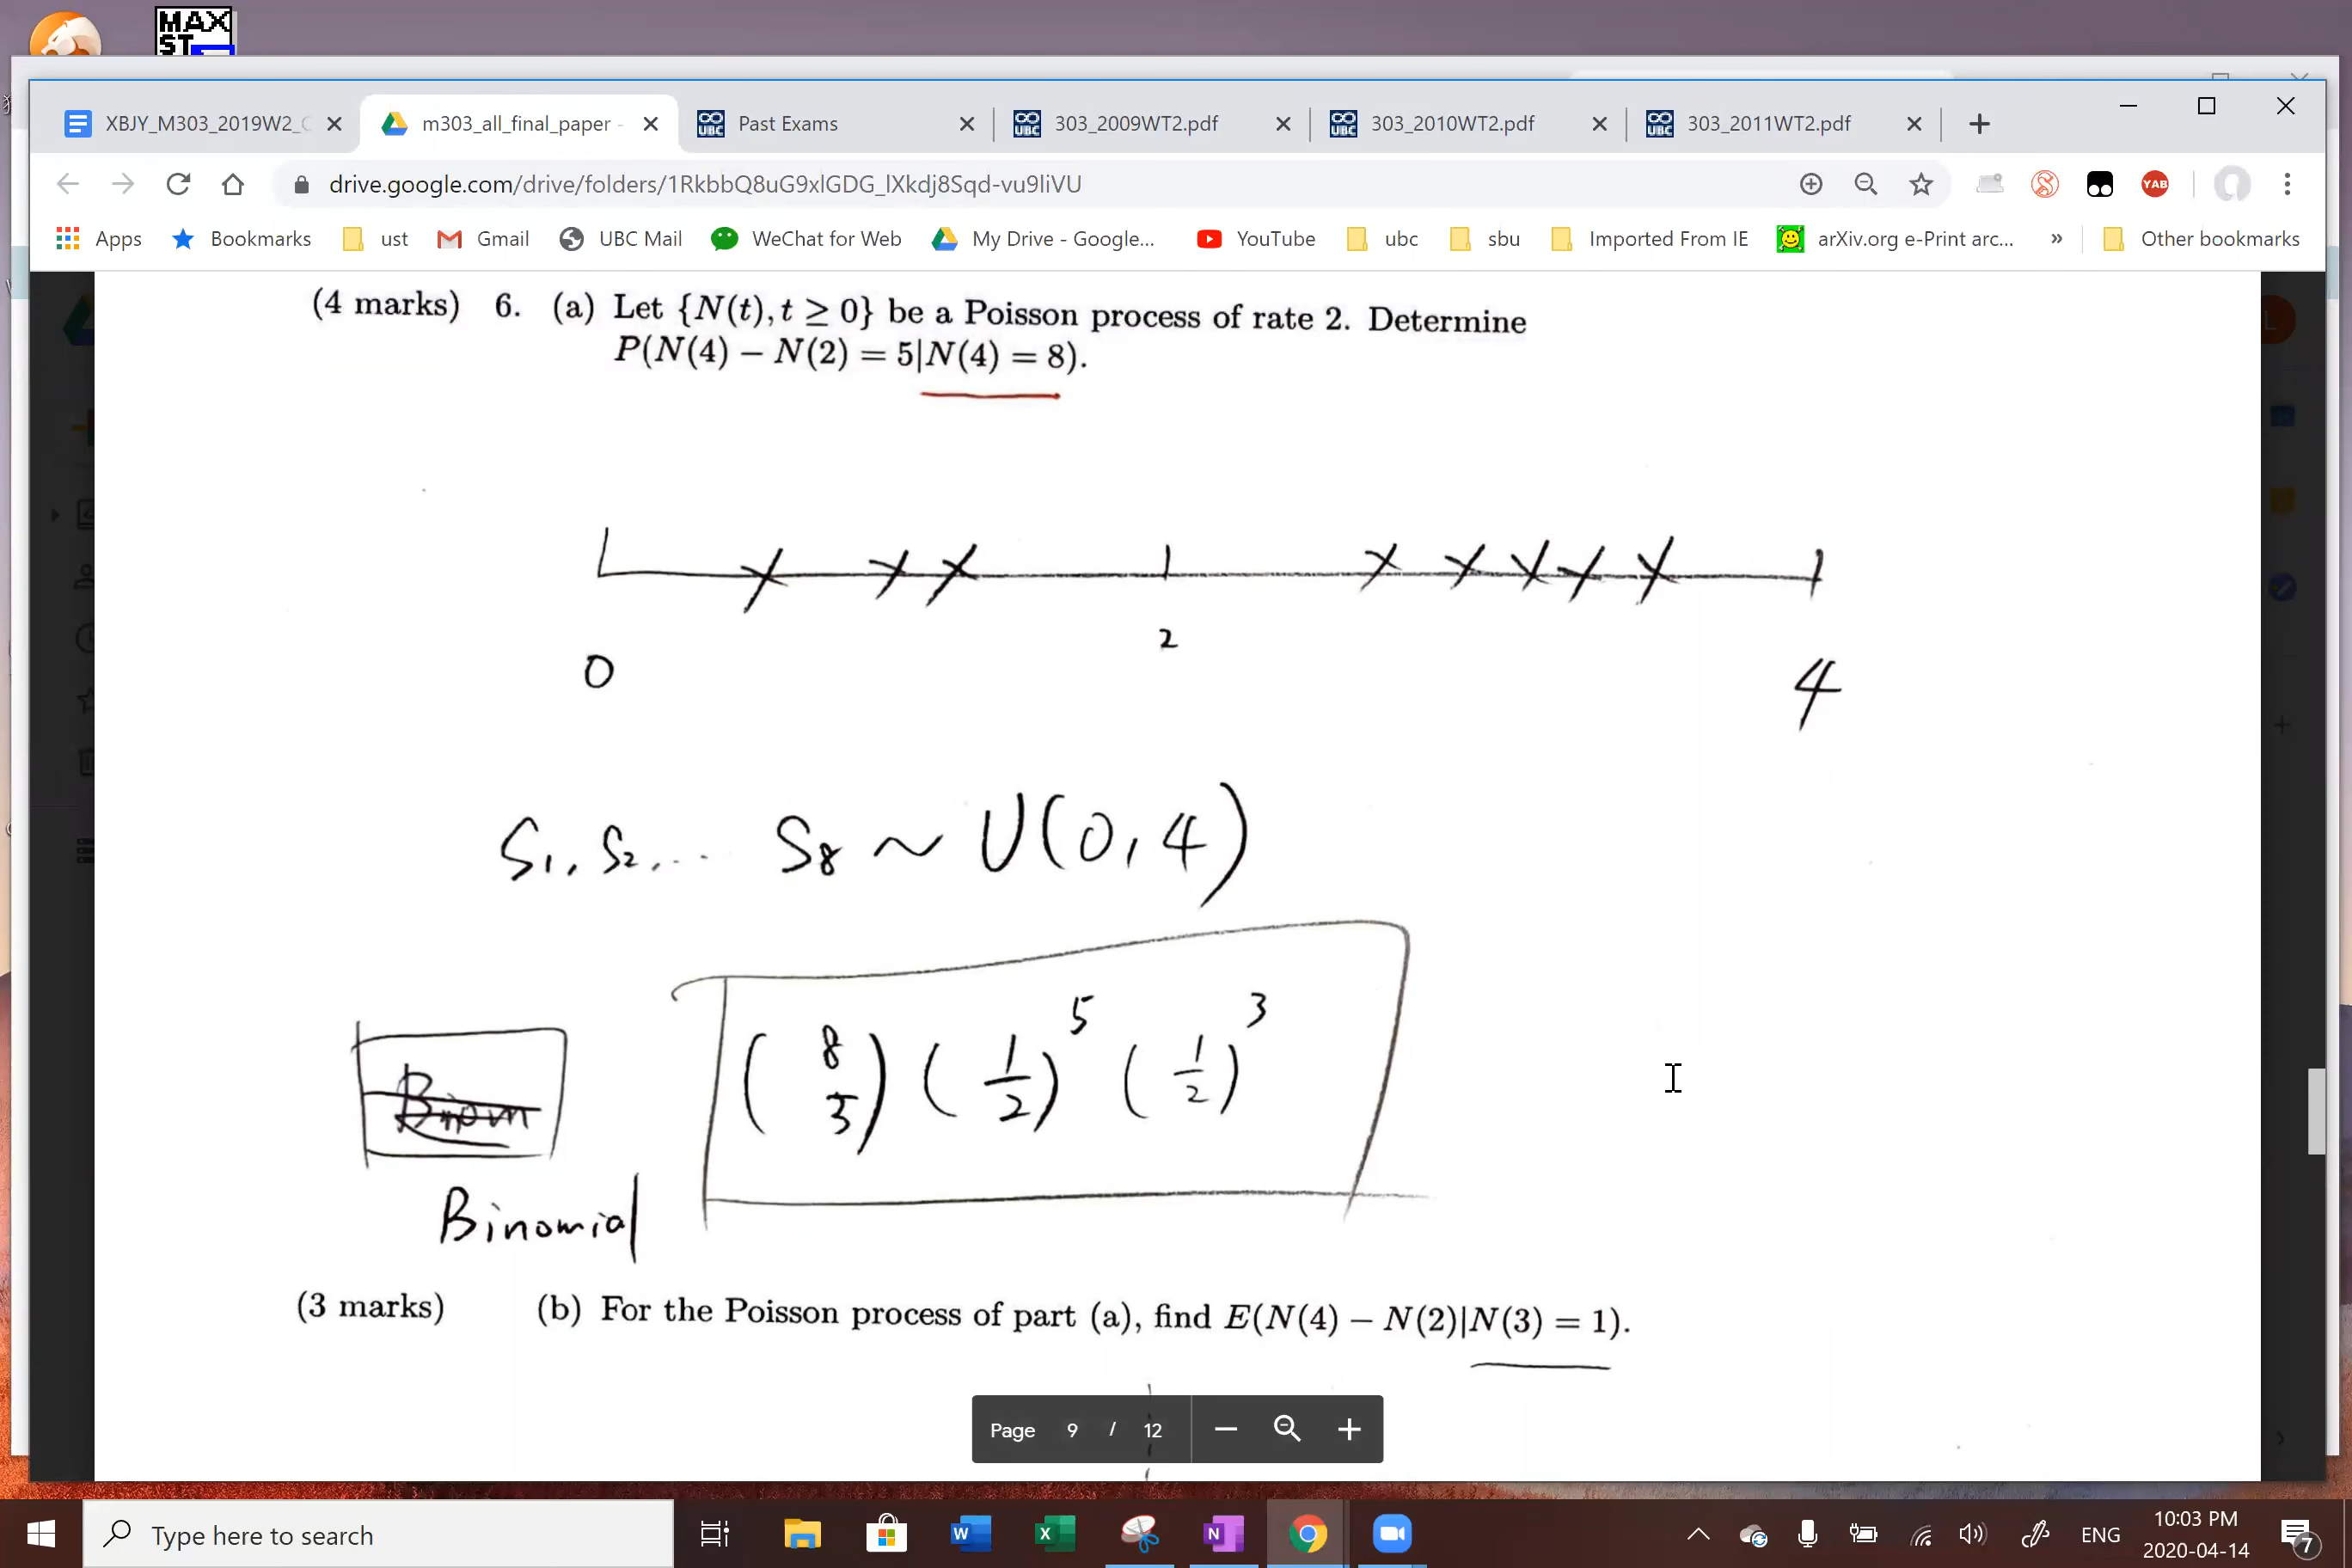 MAX
ST
XBJY_M303_2019W2_C
m303_all_final_paper -
Past Exams
303_2009WT2.pdf
303_2010WT2.pdf
303_2011WT2.pdf
drive.google.com/drive/folders/1RkbbQ8uG9xlGDG_lXkdj8Sqd-vu9liVU
YAB
Apps
Bookmarks
ust
Gmail
UBC Mail
WeChat for Web
My Drive - Google...
YouTube
ubc
sbu
Imported From IE
arXiv.org e-Print arc...
»
Other bookmarks
(4 marks) 6. (a) Let {N(t), t ≥ 0} be a Poisson process of rate 2. Determine
P(N(4) − N(2) = 5|N(4) = 8).
0 2 4
S₁, S₂, ... S₈ ~ U(0,4)
(8 5) (1/2)^5 (1/2)^3
Binom
Binomial
(3 marks) (b) For the Poisson process of part (a), find E(N(4) − N(2)|N(3) = 1).
Page 9 / 12
Type here to search
ENG
10:03 PM
2020-04-14
7